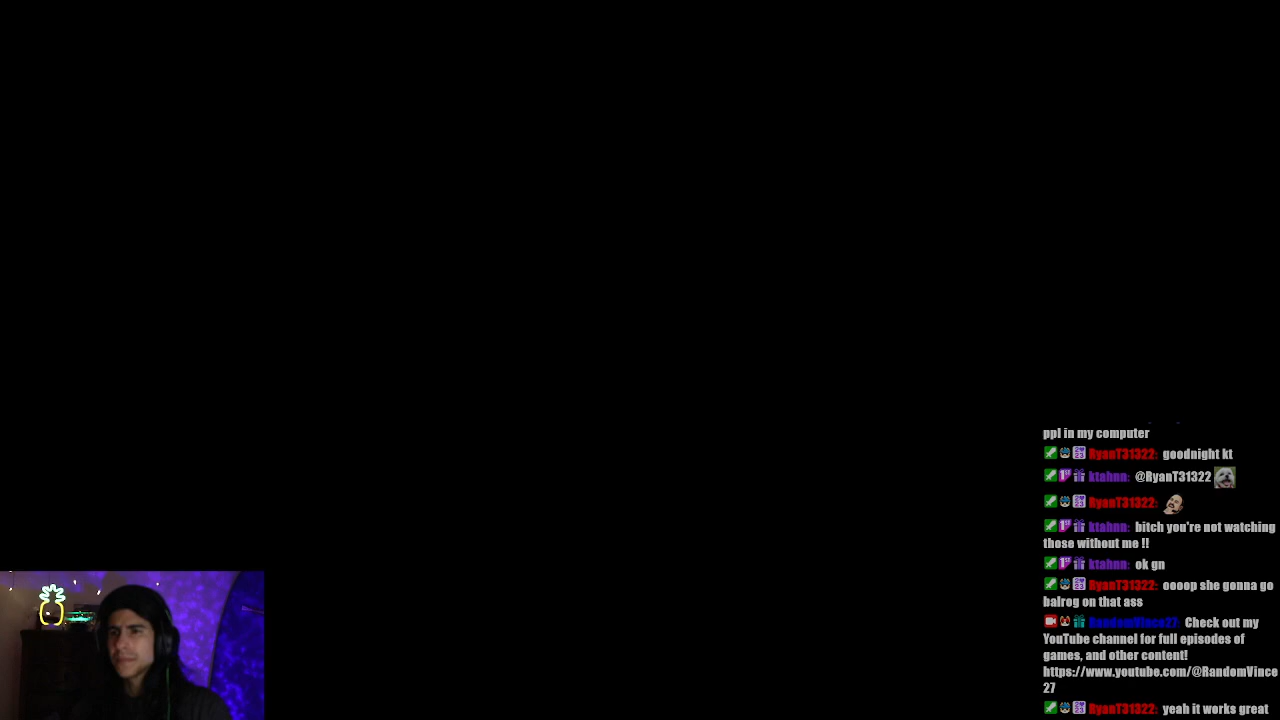 ppl in my computer
RyanT31322: goodnight kt
ktahnn: @RyanT31322
RyanT31322:
ktahnn: bitch you're not watching
those without me !!
ktahnn: ok gn
RyanT31322: oooop she gonna go
balrog on that ass
RandomVince27: Check out my
YouTube channel for full episodes of
games, and other content!
https://www.youtube.com/@RandomVince
27
RyanT31322: yeah it works great